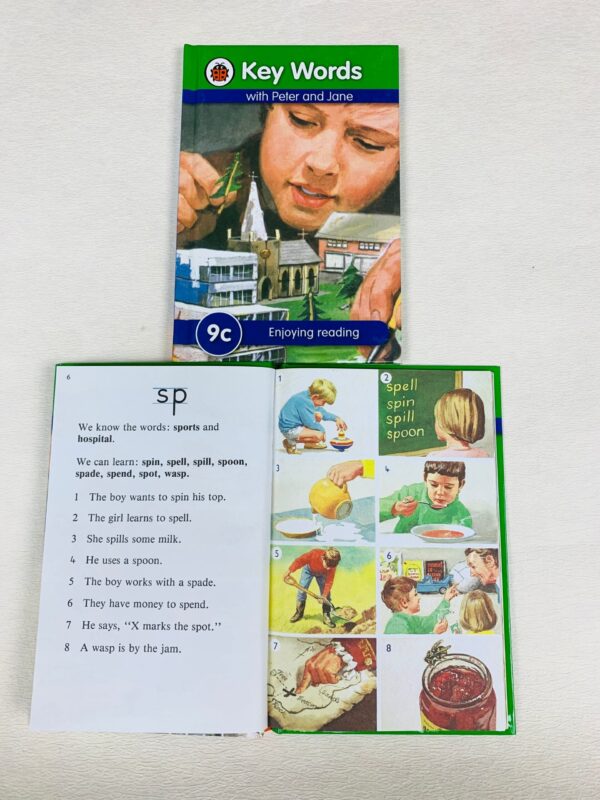 Key Words
with Peter and Jane
9c
Enjoying reading
6
sp
We know the words: sports and
hospital.
We can learn: spin, spell, spill, spoon,
spade, spend, spot, wasp.
1 The boy wants to spin his top.
2 The girl learns to spell.
3 She spills some milk.
4 He uses a spoon.
5 The boy works with a spade.
6 They have money to spend.
7 He says, “X marks the spot.”
8 A wasp is by the jam.
1
2
spell
spin
spill
spoon
3
4
5
6
7
X
8